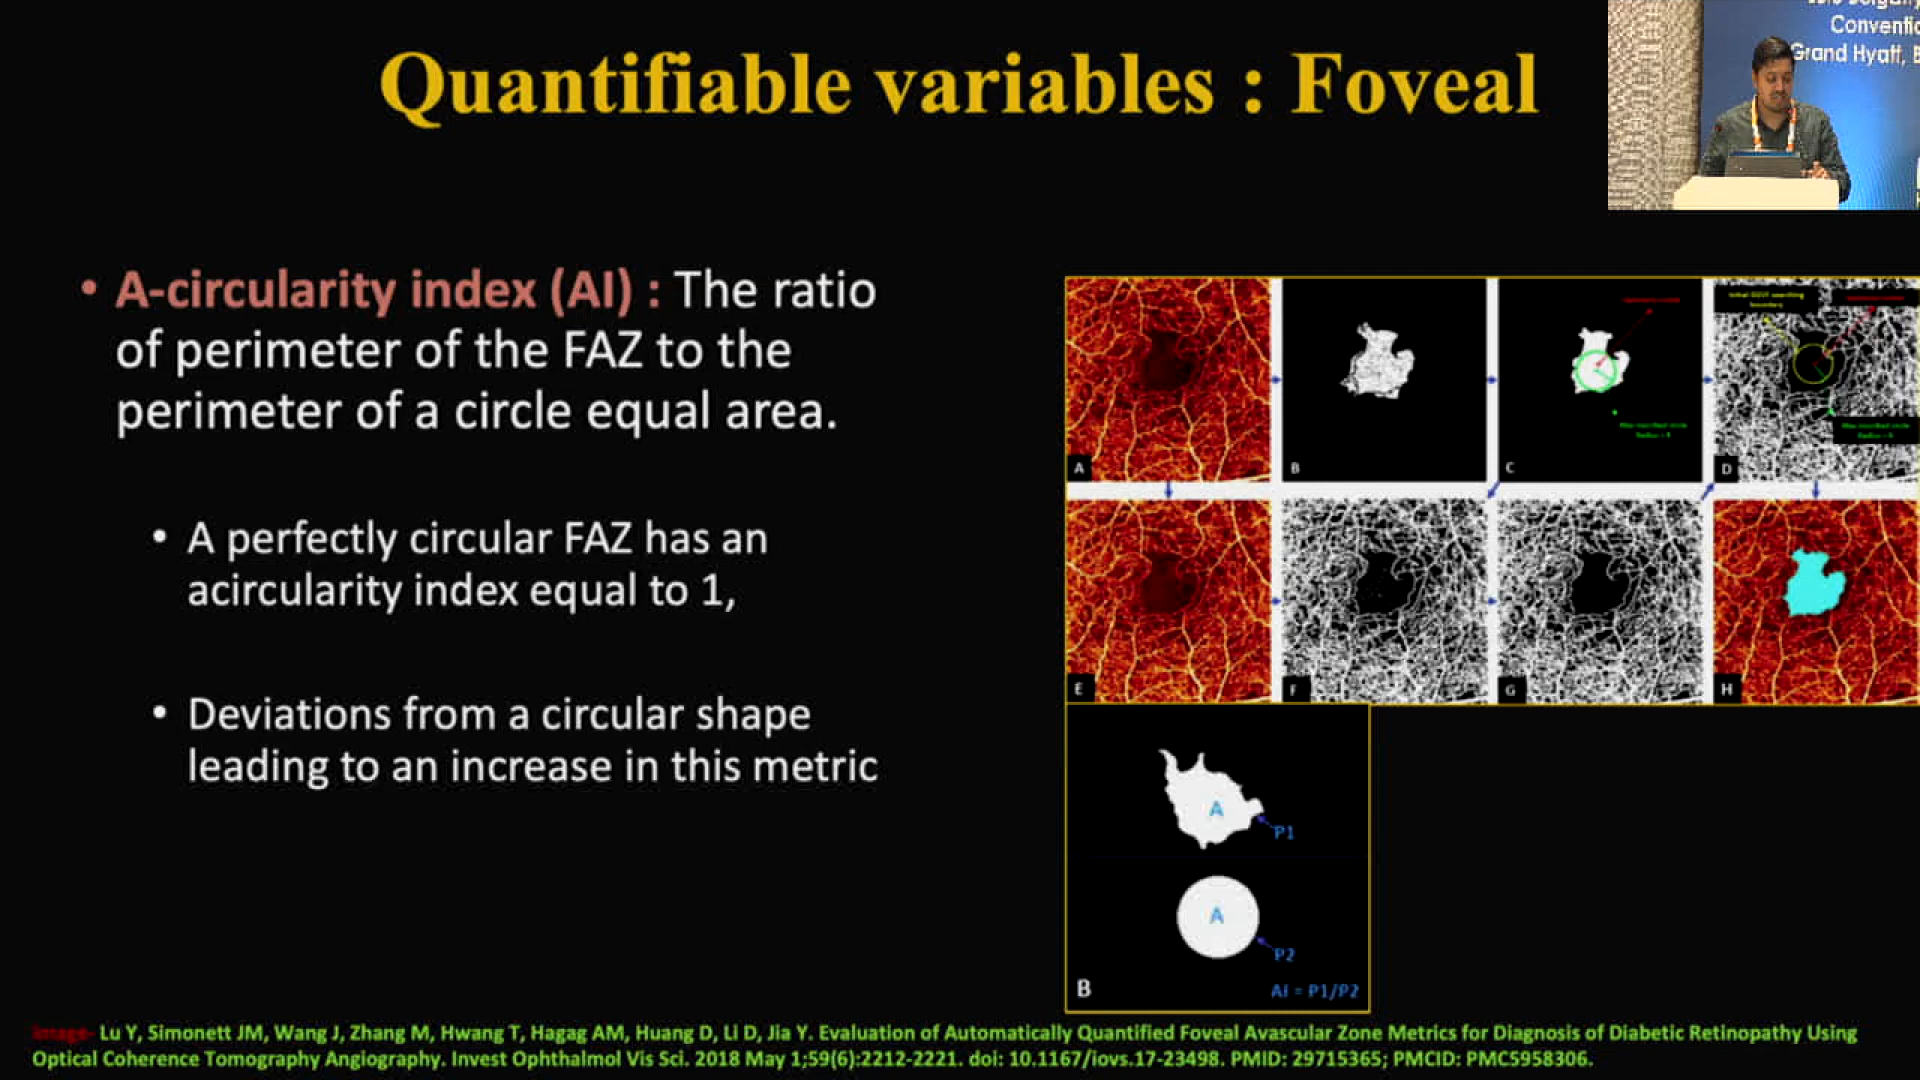 Quantifiable variables : Foveal
Conventio
Grand Hyatt, B
• A-circularity index (AI) : The ratio
of perimeter of the FAZ to the
perimeter of a circle equal area.
• A perfectly circular FAZ has an
acircularity index equal to 1,
• Deviations from a circular shape
leading to an increase in this metric
A
B
C
D
E
F
G
H
A
P1
A
P2
B
AI = P1/P2
Image- Lu Y, Simonett JM, Wang J, Zhang M, Hwang T, Hagag AM, Huang D, Li D, Jia Y. Evaluation of Automatically Quantified Foveal Avascular Zone Metrics for Diagnosis of Diabetic Retinopathy Using
Optical Coherence Tomography Angiography. Invest Ophthalmol Vis Sci. 2018 May 1;59(6):2212-2221. doi: 10.1167/iovs.17-23498. PMID: 29715365; PMCID: PMC5958306.